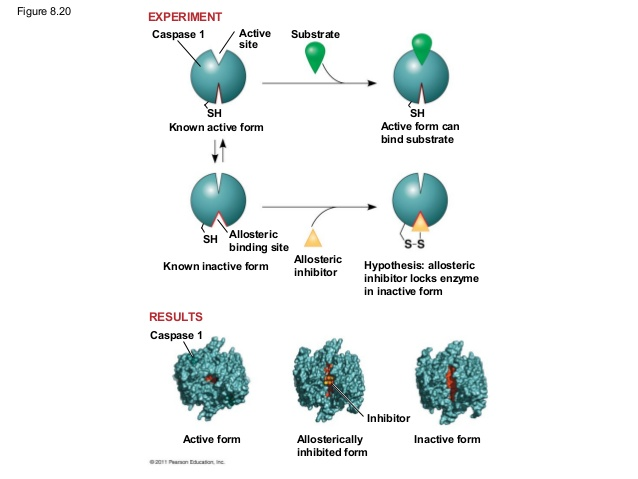 Figure 8.20
EXPERIMENT
Caspase 1
Active
site
Substrate
SH
Known active form
SH
Active form can
bind substrate
SH
Allosteric
binding site
Known inactive form
Allosteric
inhibitor
S-S
Hypothesis: allosteric
inhibitor locks enzyme
in inactive form
RESULTS
Caspase 1
Inhibitor
Active form
Allosterically
inhibited form
Inactive form
© 2011 Pearson Education, Inc.